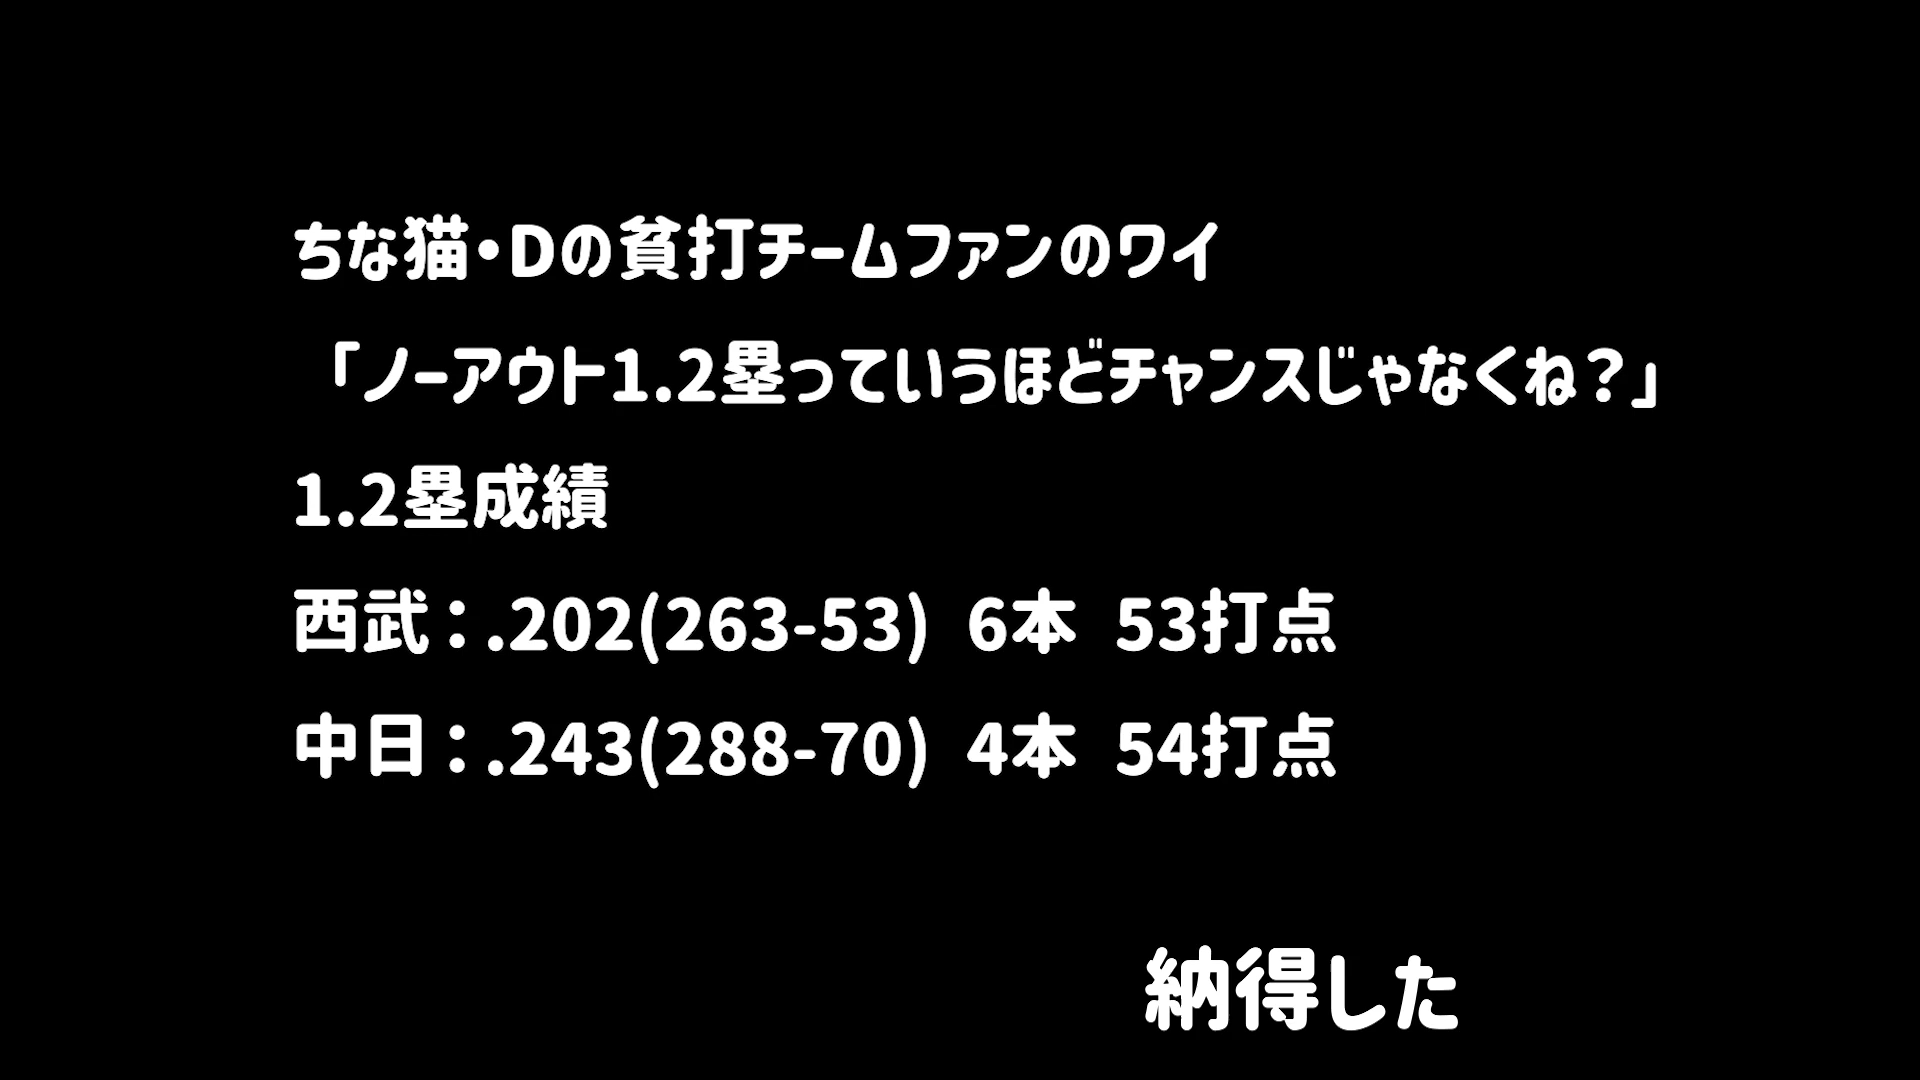 ちな猫・Dの貧打チームファンのワイ
「ノーアウト1.2塁っていうほどチャンスじゃなくね？」
1.2塁成績
西武：.202(263-53) 6本 53打点
中日：.243(288-70) 4本 54打点
納得した